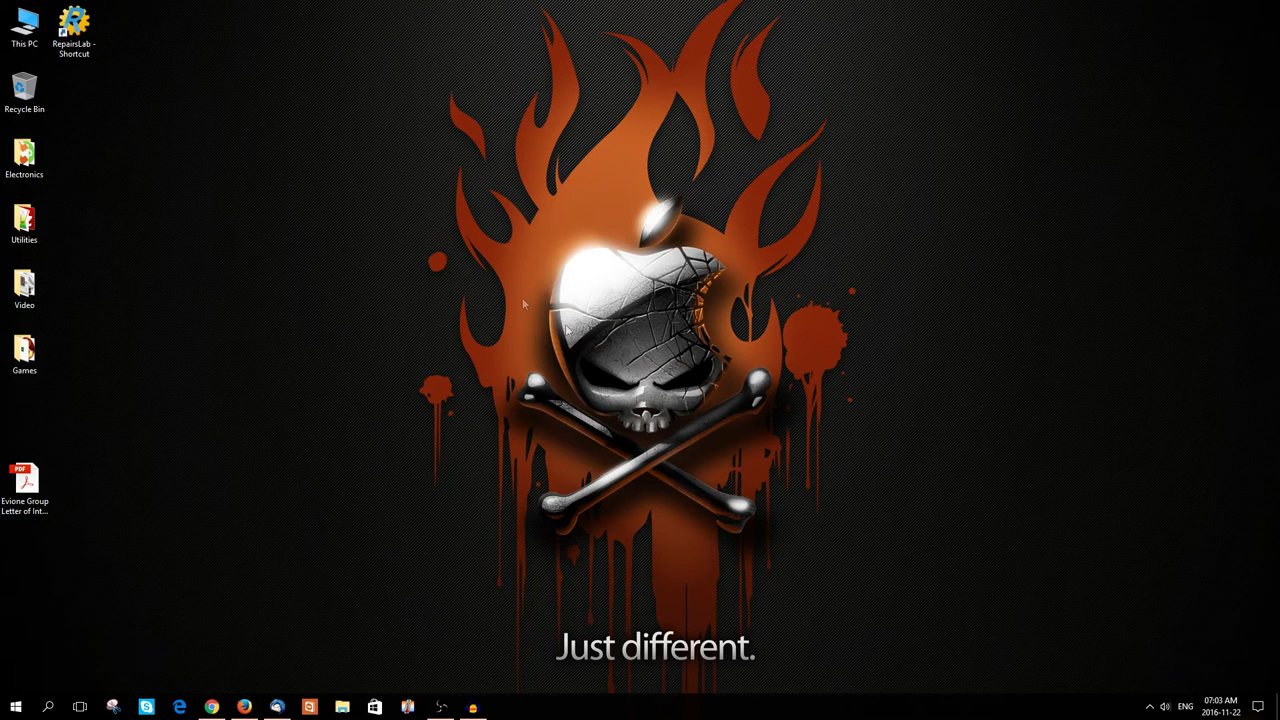 This PC
RepairsLab -
Shortcut
Recycle Bin
Electronics
Utilities
Video
Games
PDF
Evione Group
Letter of Int...
Just different.
ENG
07:03 AM
2016-11-22